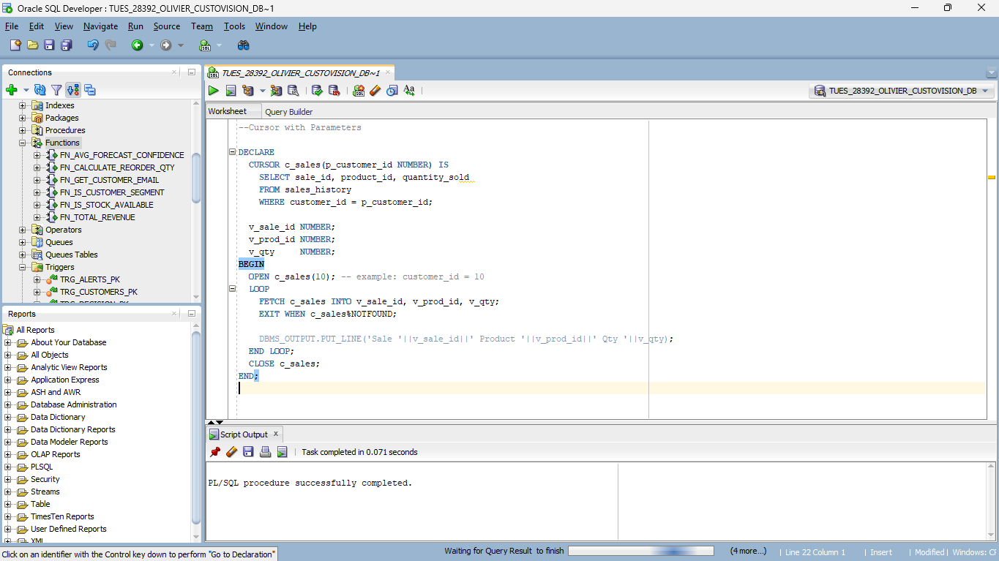 Oracle SQL Developer : TUES_28392_OLIVIER_CUSTOVISION_DB~1
File Edit View Navigate Run Source Team Tools Window Help
Connections
Indexes
Packages
Procedures
Functions
FN_AVG_FORECAST_CONFIDENCE
FN_CALCULATE_REORDER_QTY
FN_GET_CUSTOMER_EMAIL
FN_IS_CUSTOMER_SEGMENT
FN_IS_STOCK_AVAILABLE
FN_TOTAL_REVENUE
Operators
Queues
Queues Tables
Triggers
TRG_ALERTS_PK
TRG_CUSTOMERS_PK
TRG_DECISION_PK
Reports
All Reports
About Your Database
All Objects
Analytic View Reports
Application Express
ASH and AWR
Database Administration
Data Dictionary
Data Dictionary Reports
Data Modeler Reports
OLAP Reports
PLSQL
Security
Streams
Table
TimesTen Reports
User Defined Reports
XML
TUES_28392_OLIVIER_CUSTOVISION_DB~1
TUES_28392_OLIVIER_CUSTOVISION_DB
Worksheet Query Builder
--Cursor with Parameters
DECLARE
CURSOR c_sales(p_customer_id NUMBER) IS
SELECT sale_id, product_id, quantity_sold
FROM sales_history
WHERE customer_id = p_customer_id;
v_sale_id NUMBER;
v_prod_id NUMBER;
v_qty NUMBER;
BEGIN
OPEN c_sales(10); -- example: customer_id = 10
LOOP
FETCH c_sales INTO v_sale_id, v_prod_id, v_qty;
EXIT WHEN c_sales%NOTFOUND;
DBMS_OUTPUT.PUT_LINE('Sale '||v_sale_id||' Product '||v_prod_id||' Qty '||v_qty);
END LOOP;
CLOSE c_sales;
END;
Script Output
Task completed in 0.071 seconds
PL/SQL procedure successfully completed.
Click on an identifier with the Control key down to perform "Go to Declaration"
Waiting for Query Result to finish (4 more...) Line 22 Column 1 Insert Modified Windows: